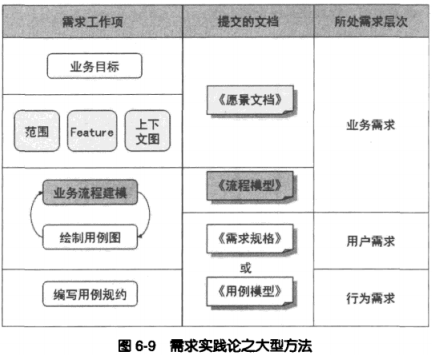 需求工作项 提交的文档 所处需求层次
业务目标
《愿景文档》
业务需求
范围 Feature 上下
文图
业务流程建模
《流程模型》
绘制用例图
《需求规格》
用户需求
或
编写用例规约
《用例模型》
行为需求
图 6-9 需求实践论之大型方法